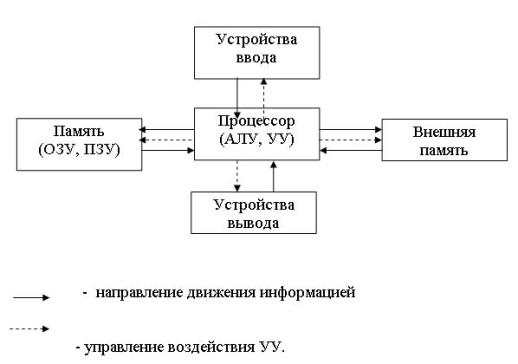 Устройства
ввода
Процессор
(АЛУ, УУ)
Память
(ОЗУ, ПЗУ)
Внешняя
память
Устройства
вывода
- направление движения информацией
- управление воздействия УУ.